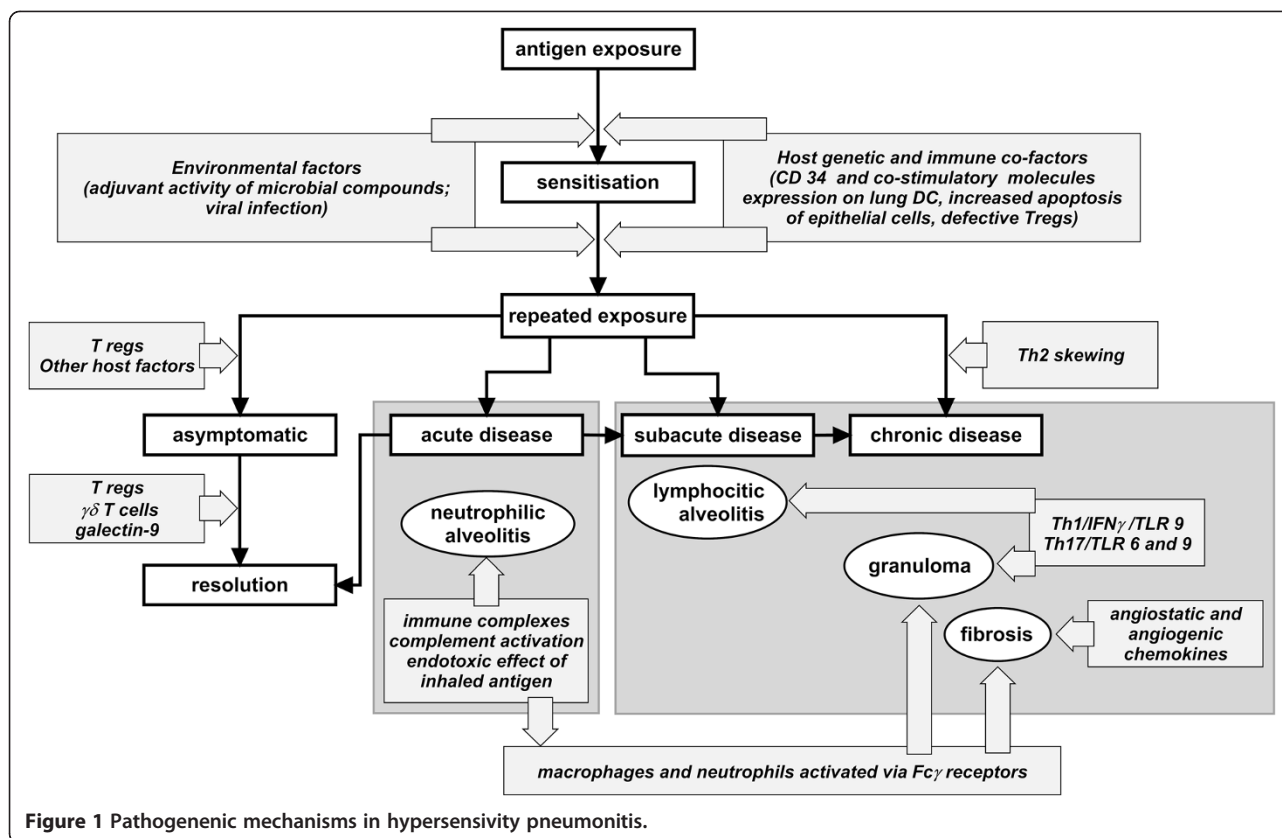 antigen exposure
Environmental factors
(adjuvant activity of microbial compounds;
viral infection)
sensitisation
Host genetic and immune co-factors
(CD 34 and co-stimulatory molecules
expression on lung DC, increased apoptosis
of epithelial cells, defective Tregs)
repeated exposure
T regs
Other host factors
Th2 skewing
asymptomatic
acute disease
subacute disease
chronic disease
T regs
γδ T cells
galectin-9
neutrophilic
alveolitis
lymphocitic
alveolitis
Th1/IFNγ/TLR 9
Th17/TLR 6 and 9
granuloma
resolution
immune complexes
complement activation
endotoxic effect of
inhaled antigen
fibrosis
angiostatic and
angiogenic
chemokines
macrophages and neutrophils activated via Fcγ receptors
Figure 1 Pathogenenic mechanisms in hypersensivity pneumonitis.